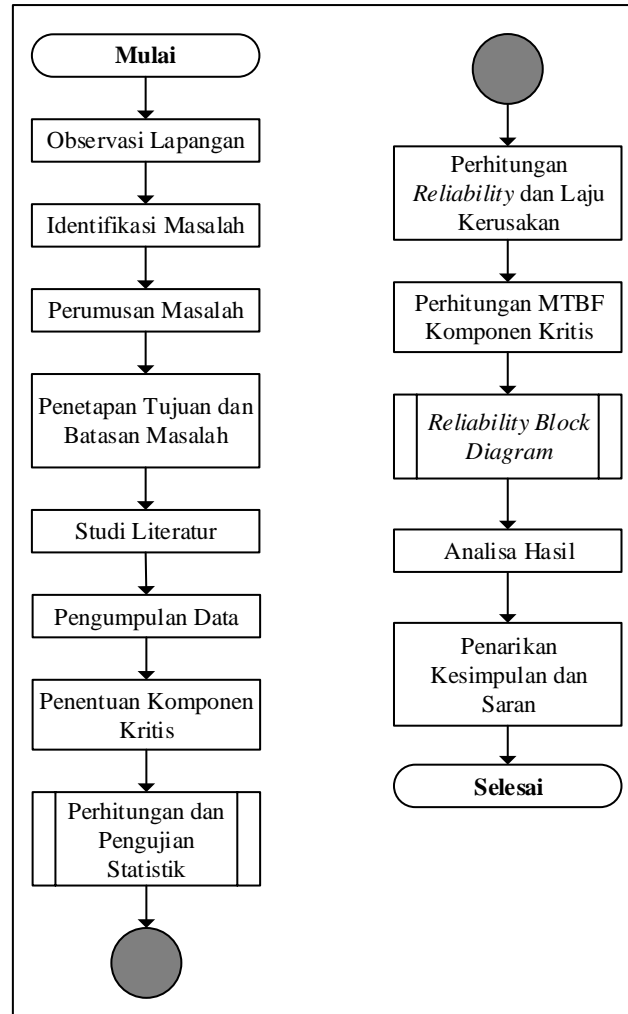 Mulai
Observasi Lapangan
Identifikasi Masalah
Perumusan Masalah
Penetapan Tujuan dan
Batasan Masalah
Studi Literatur
Pengumpulan Data
Penentuan Komponen
Kritis
Perhitungan dan
Pengujian
Statistik
Perhitungan
Reliability dan Laju
Kerusakan
Perhitungan MTBF
Komponen Kritis
Reliability Block
Diagram
Analisa Hasil
Penarikan
Kesimpulan dan
Saran
Selesai